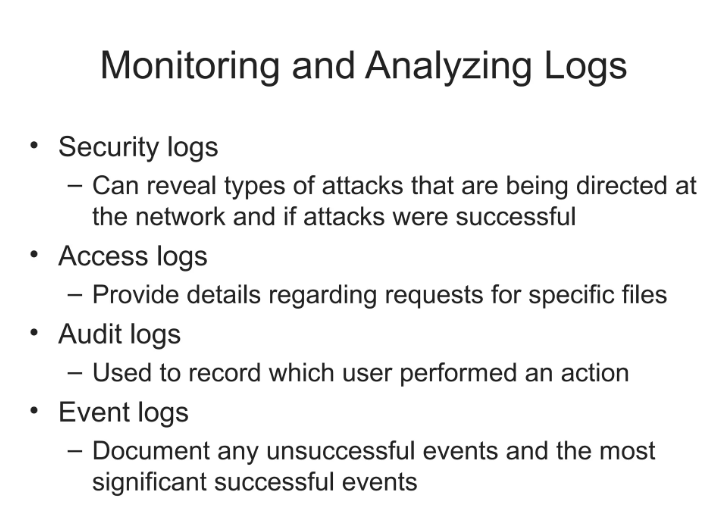 Monitoring and Analyzing Logs
• Security logs
– Can reveal types of attacks that are being directed at
the network and if attacks were successful
• Access logs
– Provide details regarding requests for specific files
• Audit logs
– Used to record which user performed an action
• Event logs
– Document any unsuccessful events and the most
significant successful events